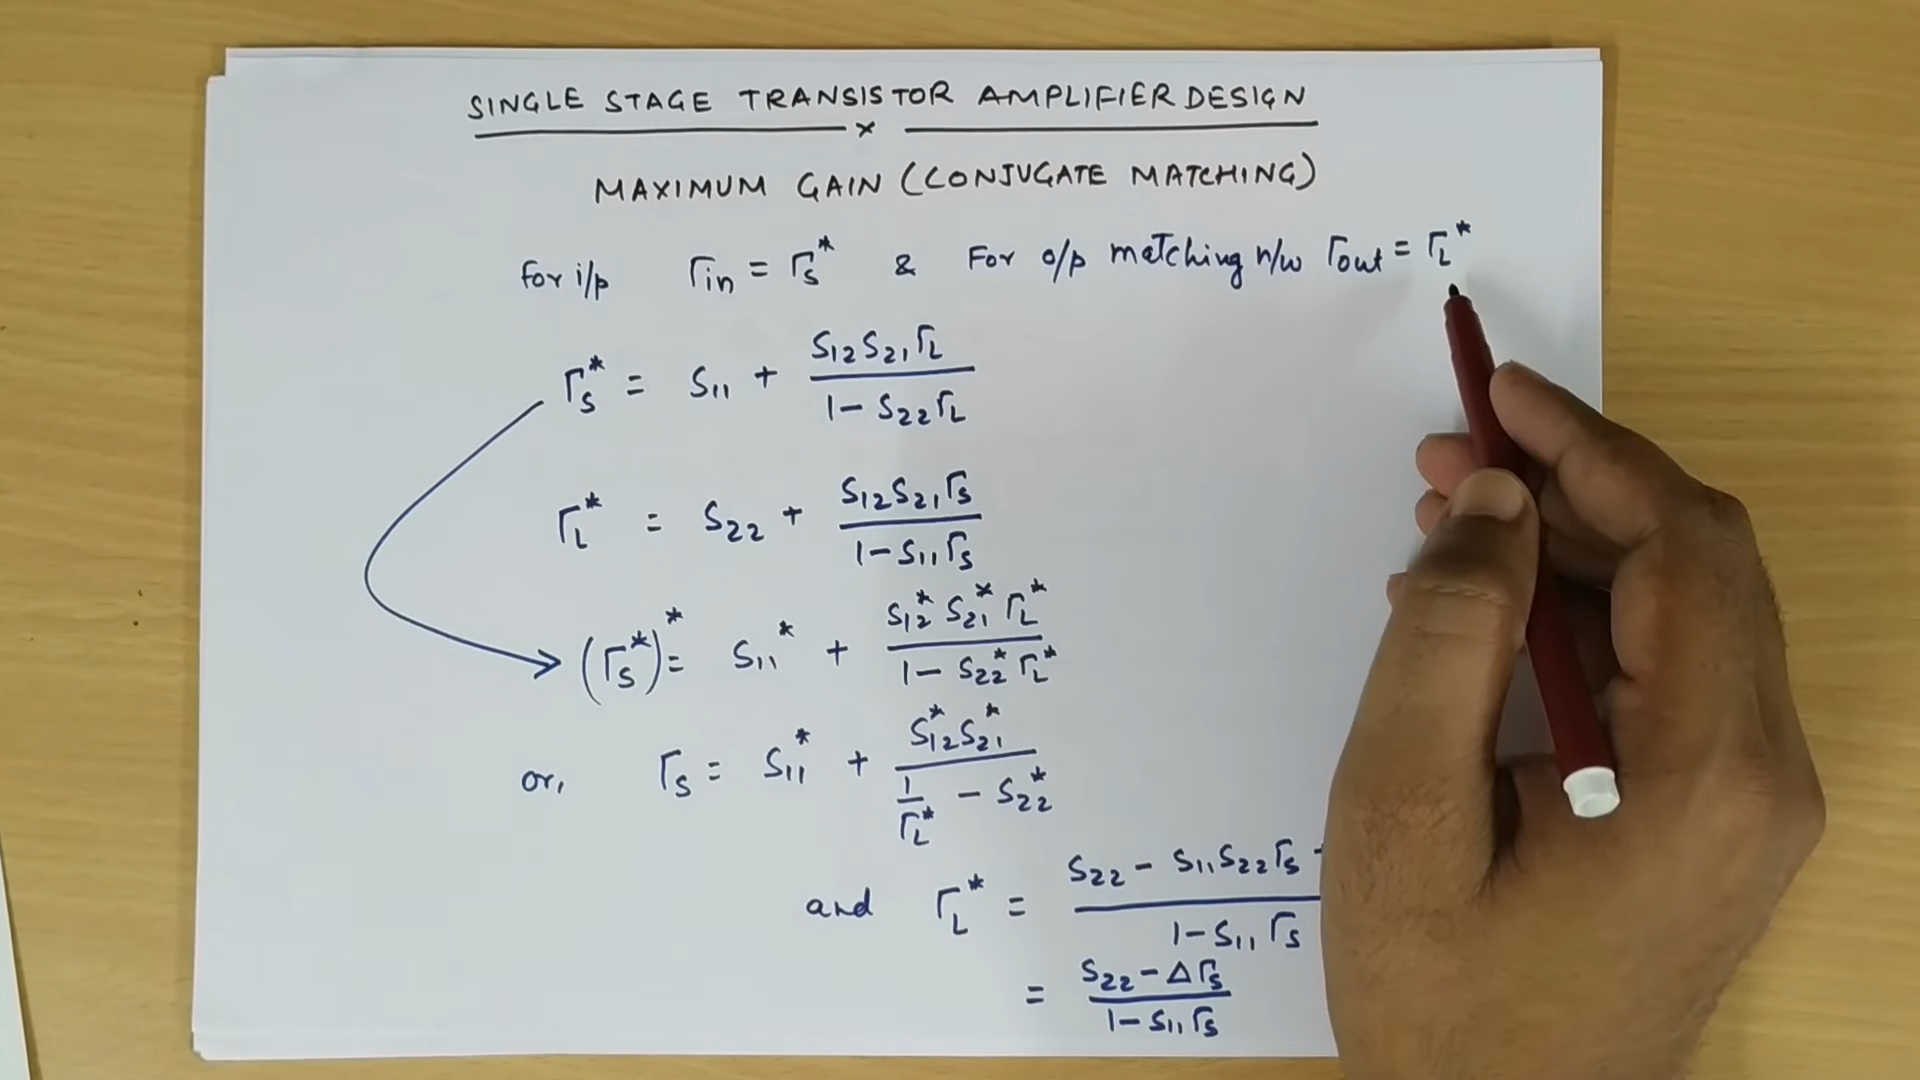 SINGLE STAGE TRANSISTOR AMPLIFIER DESIGN
x
MAXIMUM GAIN (CONJUGATE MATCHING)
For i/p Γin = ΓS* & For o/p matching n/w Γout = ΓL*
ΓS* = S11 + S12S21ΓL / 1 - S22ΓL
ΓL* = S22 + S12S21ΓS / 1 - S11ΓS
(ΓS*)* = S11* + S12* S21* ΓL* / 1 - S22* ΓL*
or, ΓS = S11* + S12* S21* / 1/ΓL* - S22*
and ΓL* = S22 - S11S22ΓS / 1 - S11 ΓS
= S22 - ΔΓS / 1 - S11ΓS